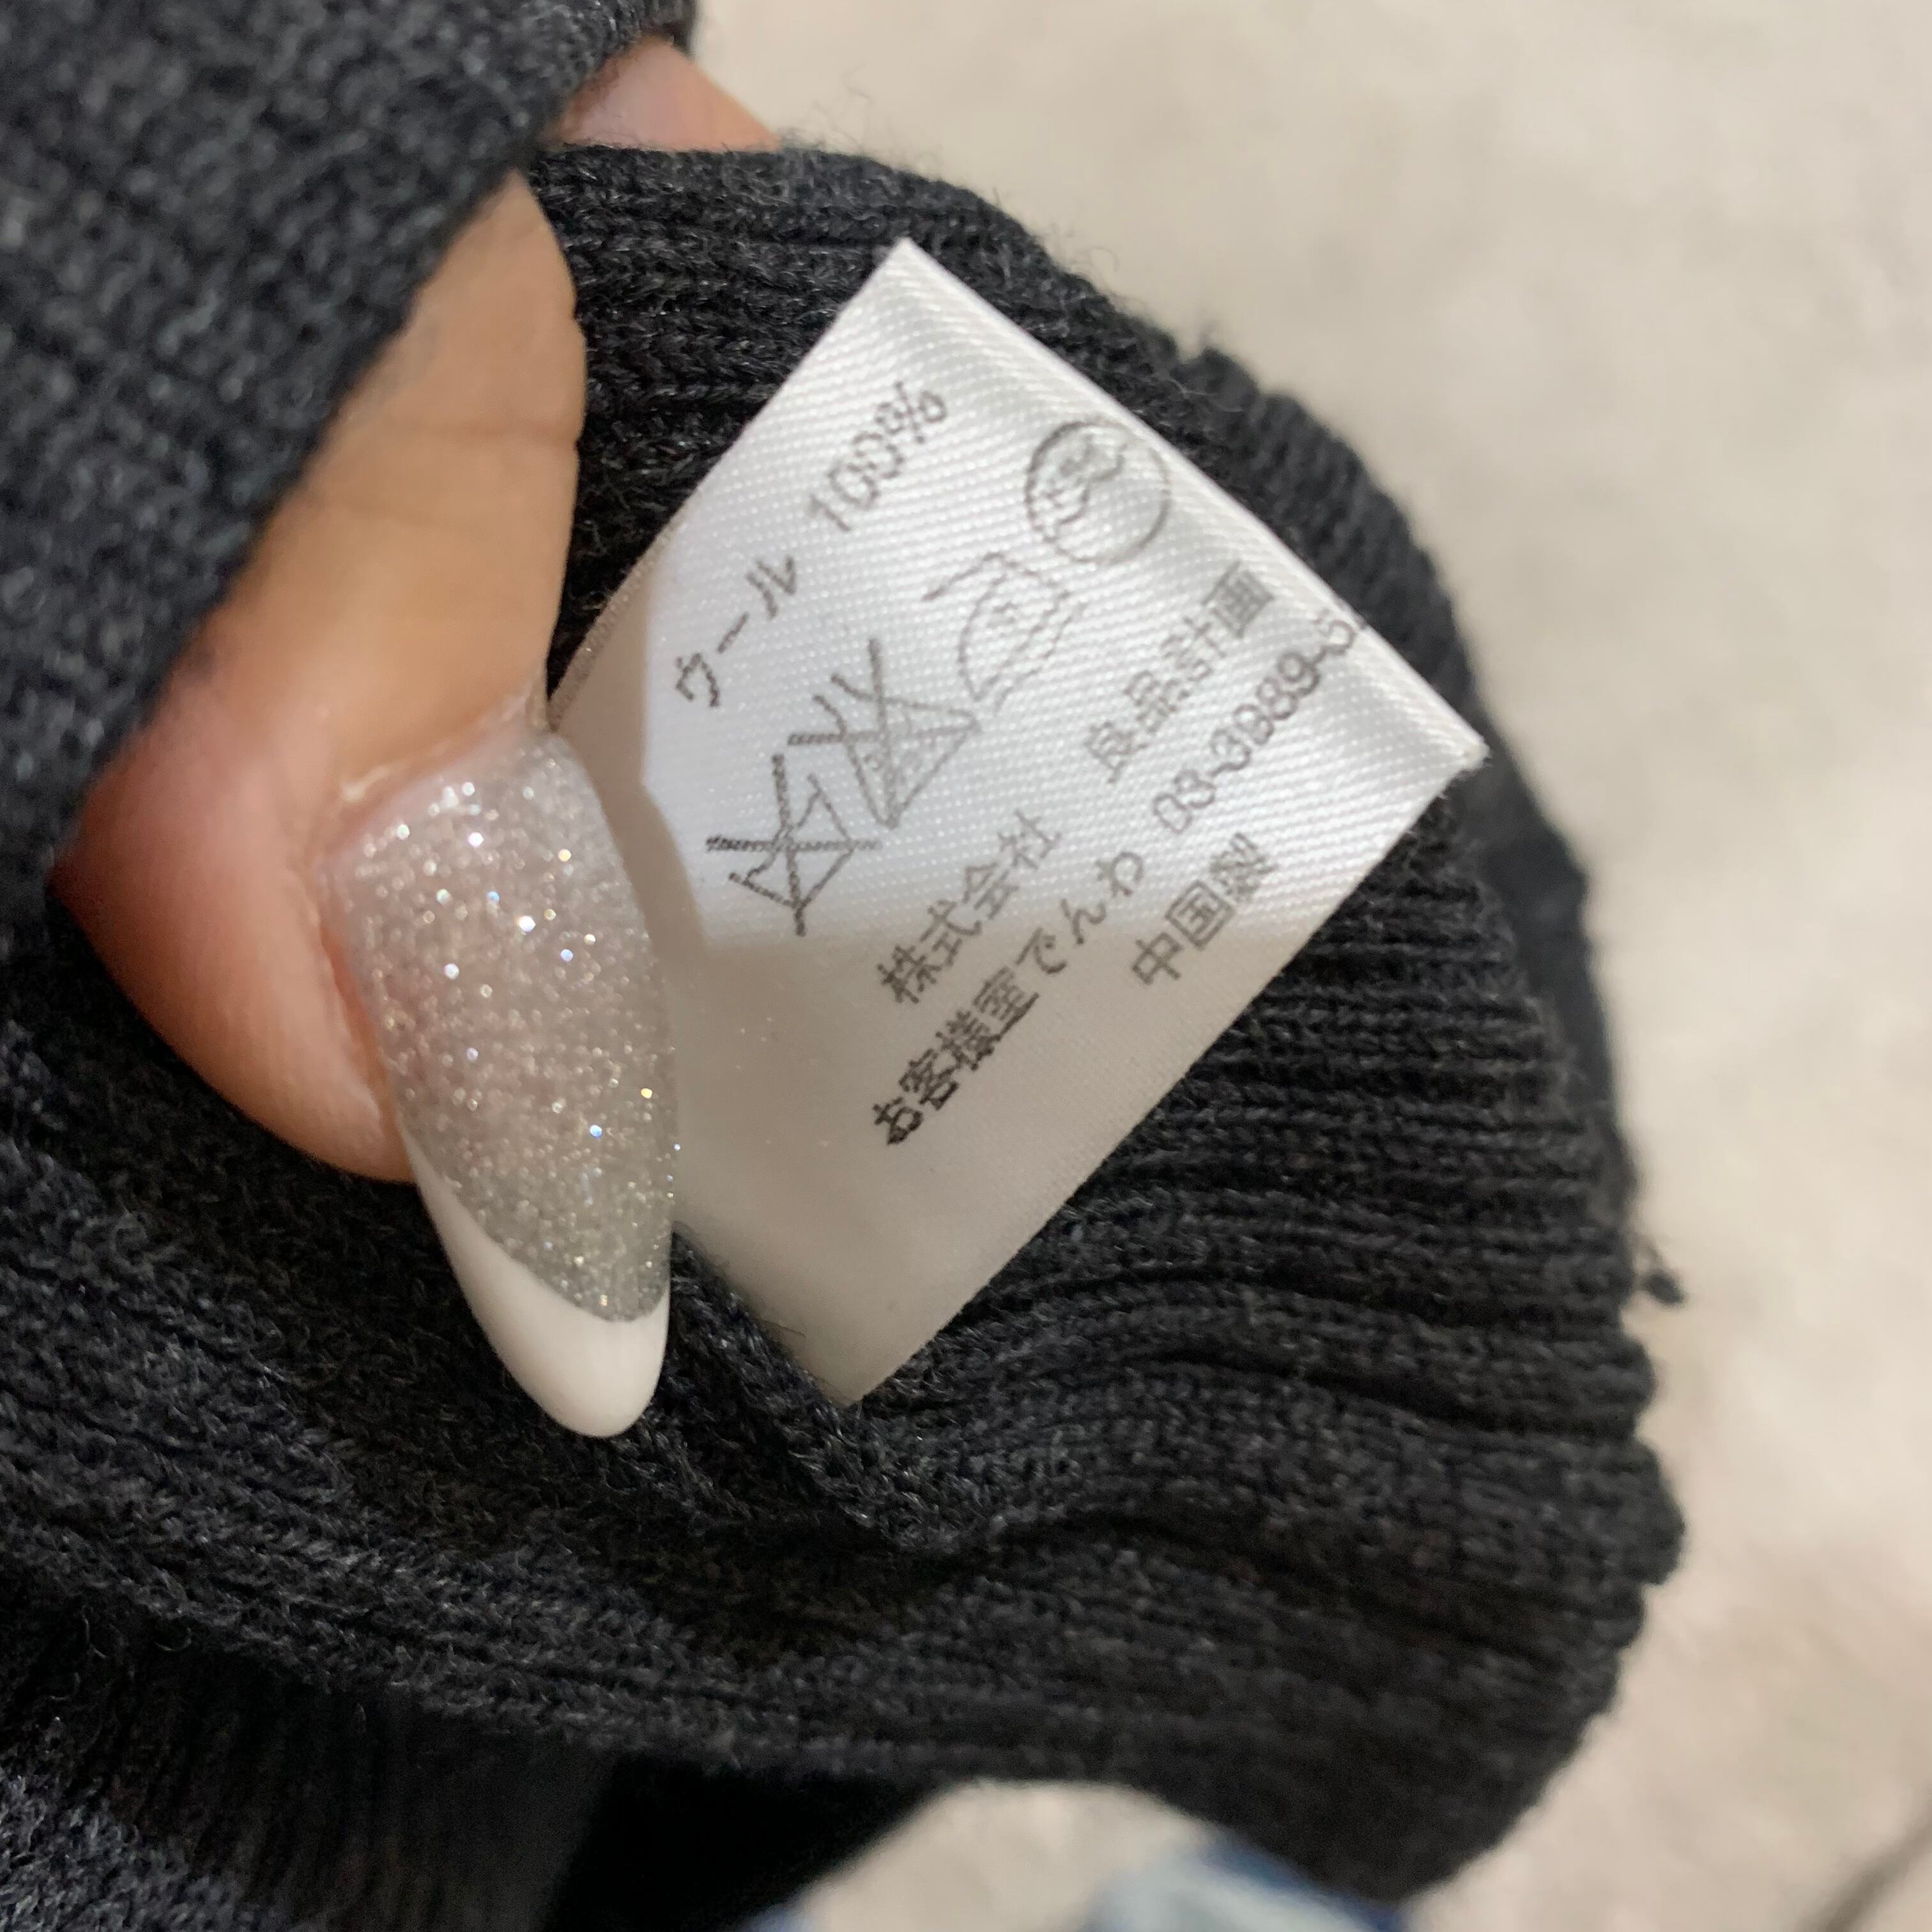 ウール 100%
株式会社 良品計画
お客様室でんわ 03-3989-
中国製